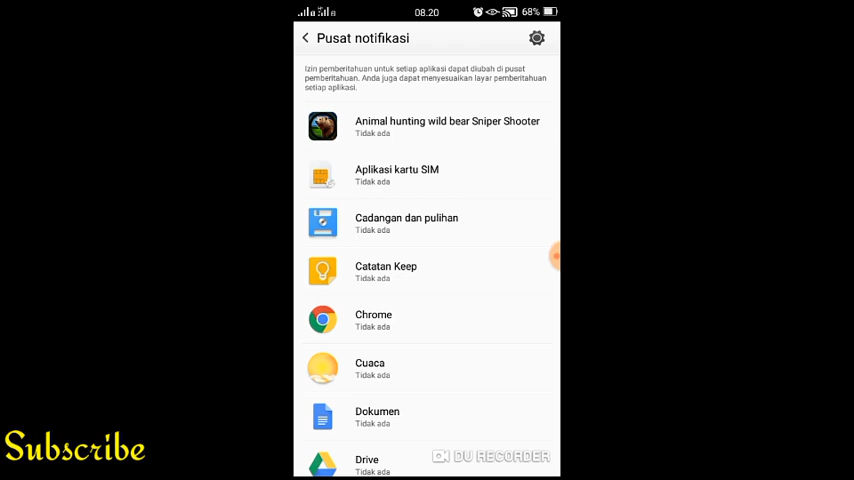 08.20
68%
Pusat notifikasi
Izin pemberitahuan untuk setiap aplikasi dapat diubah di pusat
pemberitahuan. Anda juga dapat menyesuaikan layar pemberitahuan
setiap aplikasi.
Animal hunting wild bear Sniper Shooter
Tidak ada
Aplikasi kartu SIM
Tidak ada
Cadangan dan pulihan
Tidak ada
Catatan Keep
Tidak ada
Chrome
Tidak ada
Cuaca
Tidak ada
Dokumen
Tidak ada
Drive
Tidak ada
DU RECORDER
Subscribe